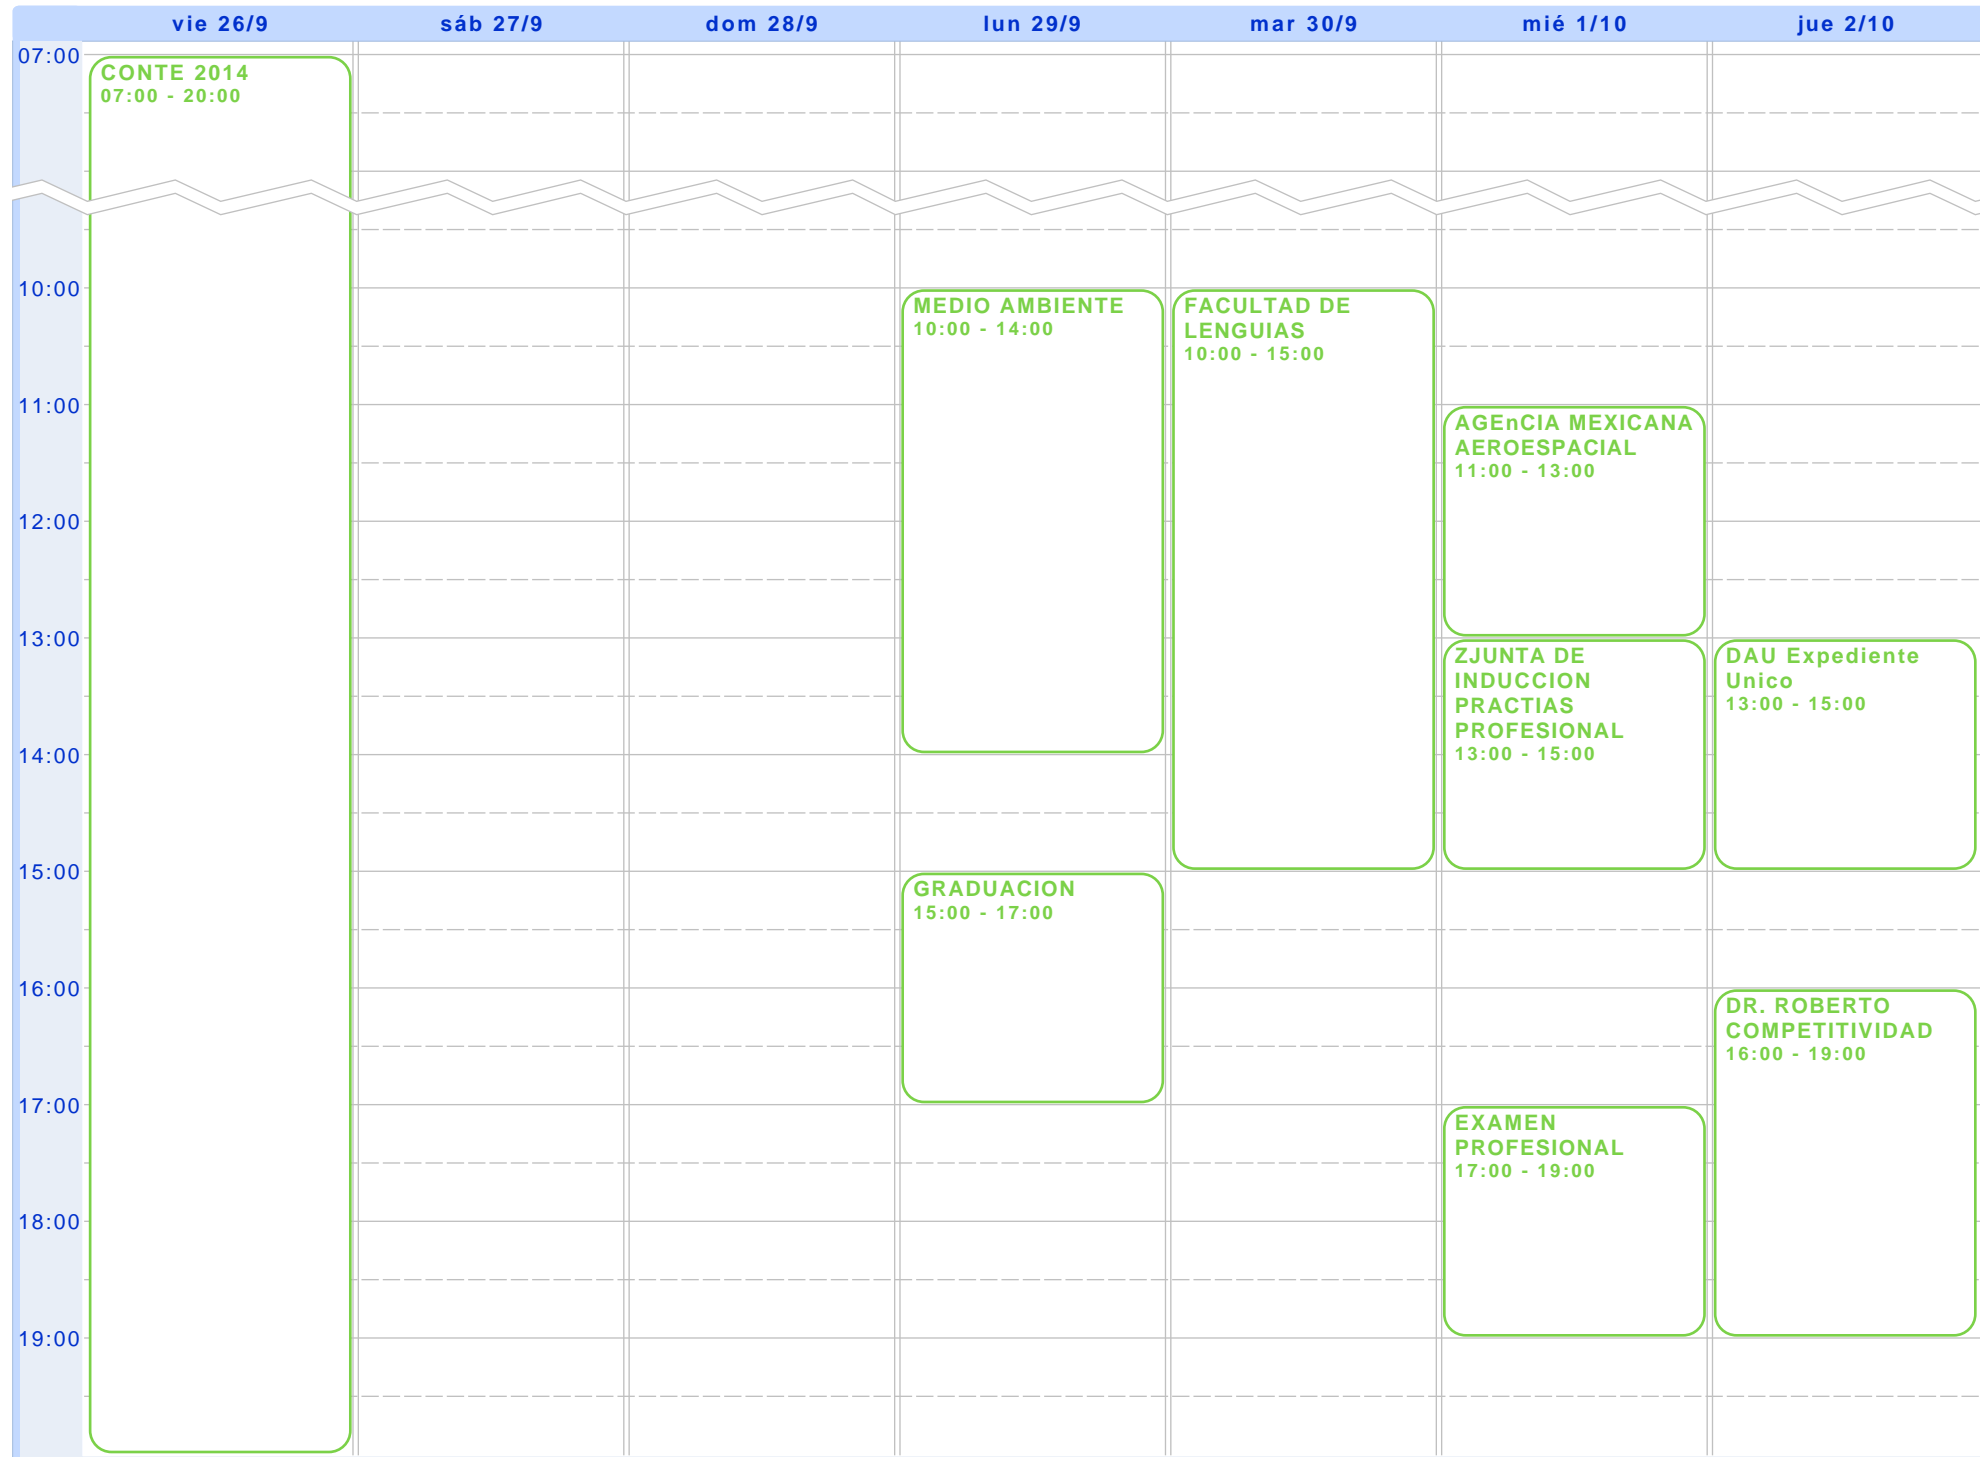 vie 26/9
sáb 27/9
dom 28/9
lun 29/9
mar 30/9
mié 1/10
jue 2/10
07:00
10:00
11:00
12:00
13:00
14:00
15:00
16:00
17:00
18:00
19:00
CONTE 2014
07:00 - 20:00
MEDIO AMBIENTE
10:00 - 14:00
GRADUACION
15:00 - 17:00
FACULTAD DE
LENGUIAS
10:00 - 15:00
AGEnCIA MEXICANA
AEROESPACIAL
11:00 - 13:00
ZJUNTA DE
INDUCCION
PRACTIAS
PROFESIONAL
13:00 - 15:00
EXAMEN
PROFESIONAL
17:00 - 19:00
DAU Expediente
Unico
13:00 - 15:00
DR. ROBERTO
COMPETITIVIDAD
16:00 - 19:00